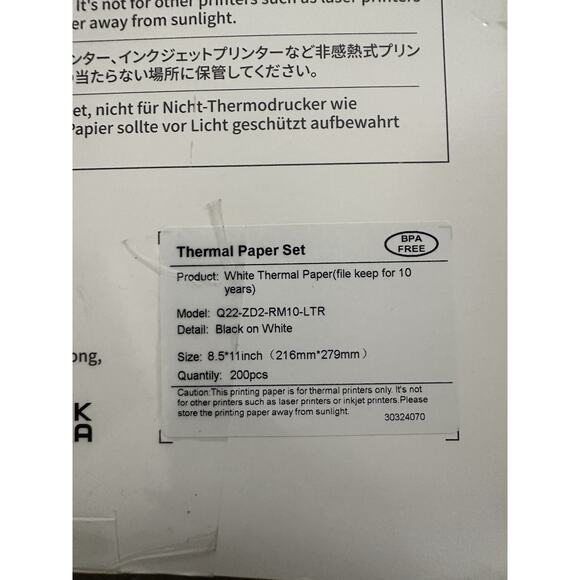 It's not for other printers such as laser printers
er away from sunlight.
ンター、インクジェットプリンターなど非感熱式プリン
当たらない場所に保管してください。
et, nicht für Nicht-Thermodrucker wie
Papier sollte vor Licht geschützt aufbewahrt
Thermal Paper Set
BPA
FREE
Product: White Thermal Paper(file keep for 10
years)
Model: Q22-ZD2-RM10-LTR
Detail: Black on White
Size: 8.5*11inch（216mm*279mm）
Quantily: 200pcs
Caution:This printing paper is for thermal printers only. It's not
for other printers such as laser printers or inkjet printers.Please
store the printing paper away from sunlight.
30324070
ong,
K
A